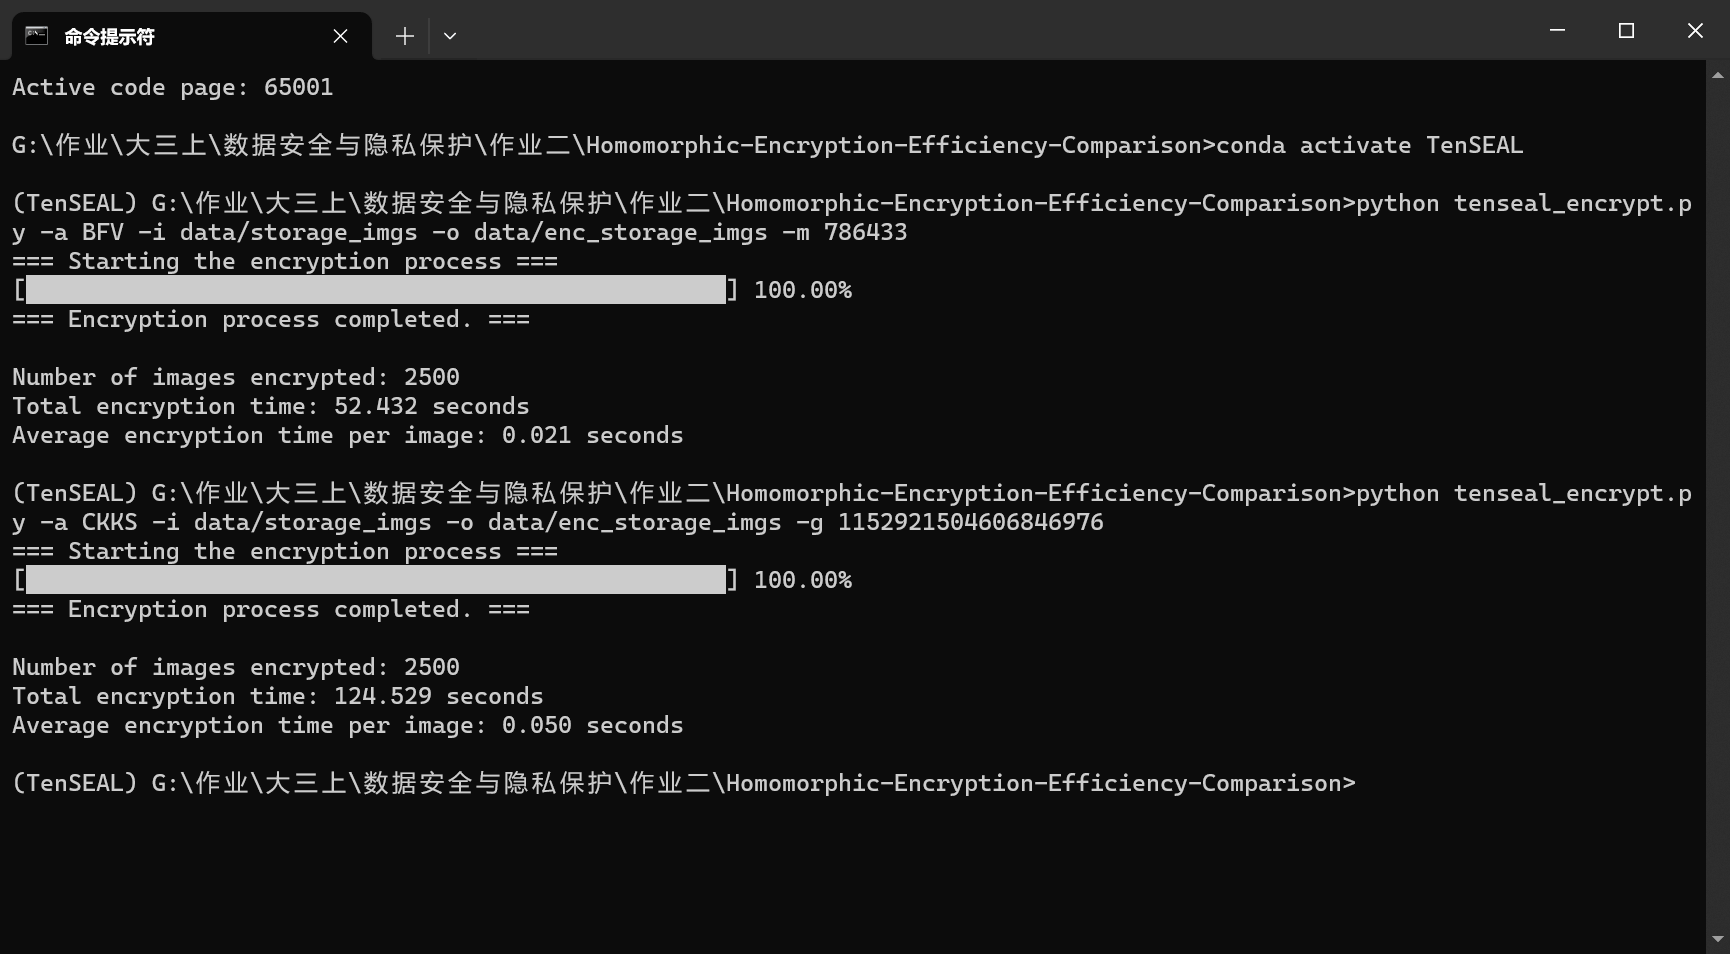 命令提示符
Active code page: 65001
G:\作业\大三上\数据安全与隐私保护\作业二\Homomorphic-Encryption-Efficiency-Comparison>conda activate TenSEAL
(TenSEAL) G:\作业\大三上\数据安全与隐私保护\作业二\Homomorphic-Encryption-Efficiency-Comparison>python tenseal_encrypt.p
y -a BFV -i data/storage_imgs -o data/enc_storage_imgs -m 786433
=== Starting the encryption process ===
[██████████████████████████████████████████████████] 100.00%
=== Encryption process completed. ===
Number of images encrypted: 2500
Total encryption time: 52.432 seconds
Average encryption time per image: 0.021 seconds
(TenSEAL) G:\作业\大三上\数据安全与隐私保护\作业二\Homomorphic-Encryption-Efficiency-Comparison>python tenseal_encrypt.p
y -a CKKS -i data/storage_imgs -o data/enc_storage_imgs -g 1152921504606846976
=== Starting the encryption process ===
[██████████████████████████████████████████████████] 100.00%
=== Encryption process completed. ===
Number of images encrypted: 2500
Total encryption time: 124.529 seconds
Average encryption time per image: 0.050 seconds
(TenSEAL) G:\作业\大三上\数据安全与隐私保护\作业二\Homomorphic-Encryption-Efficiency-Comparison>